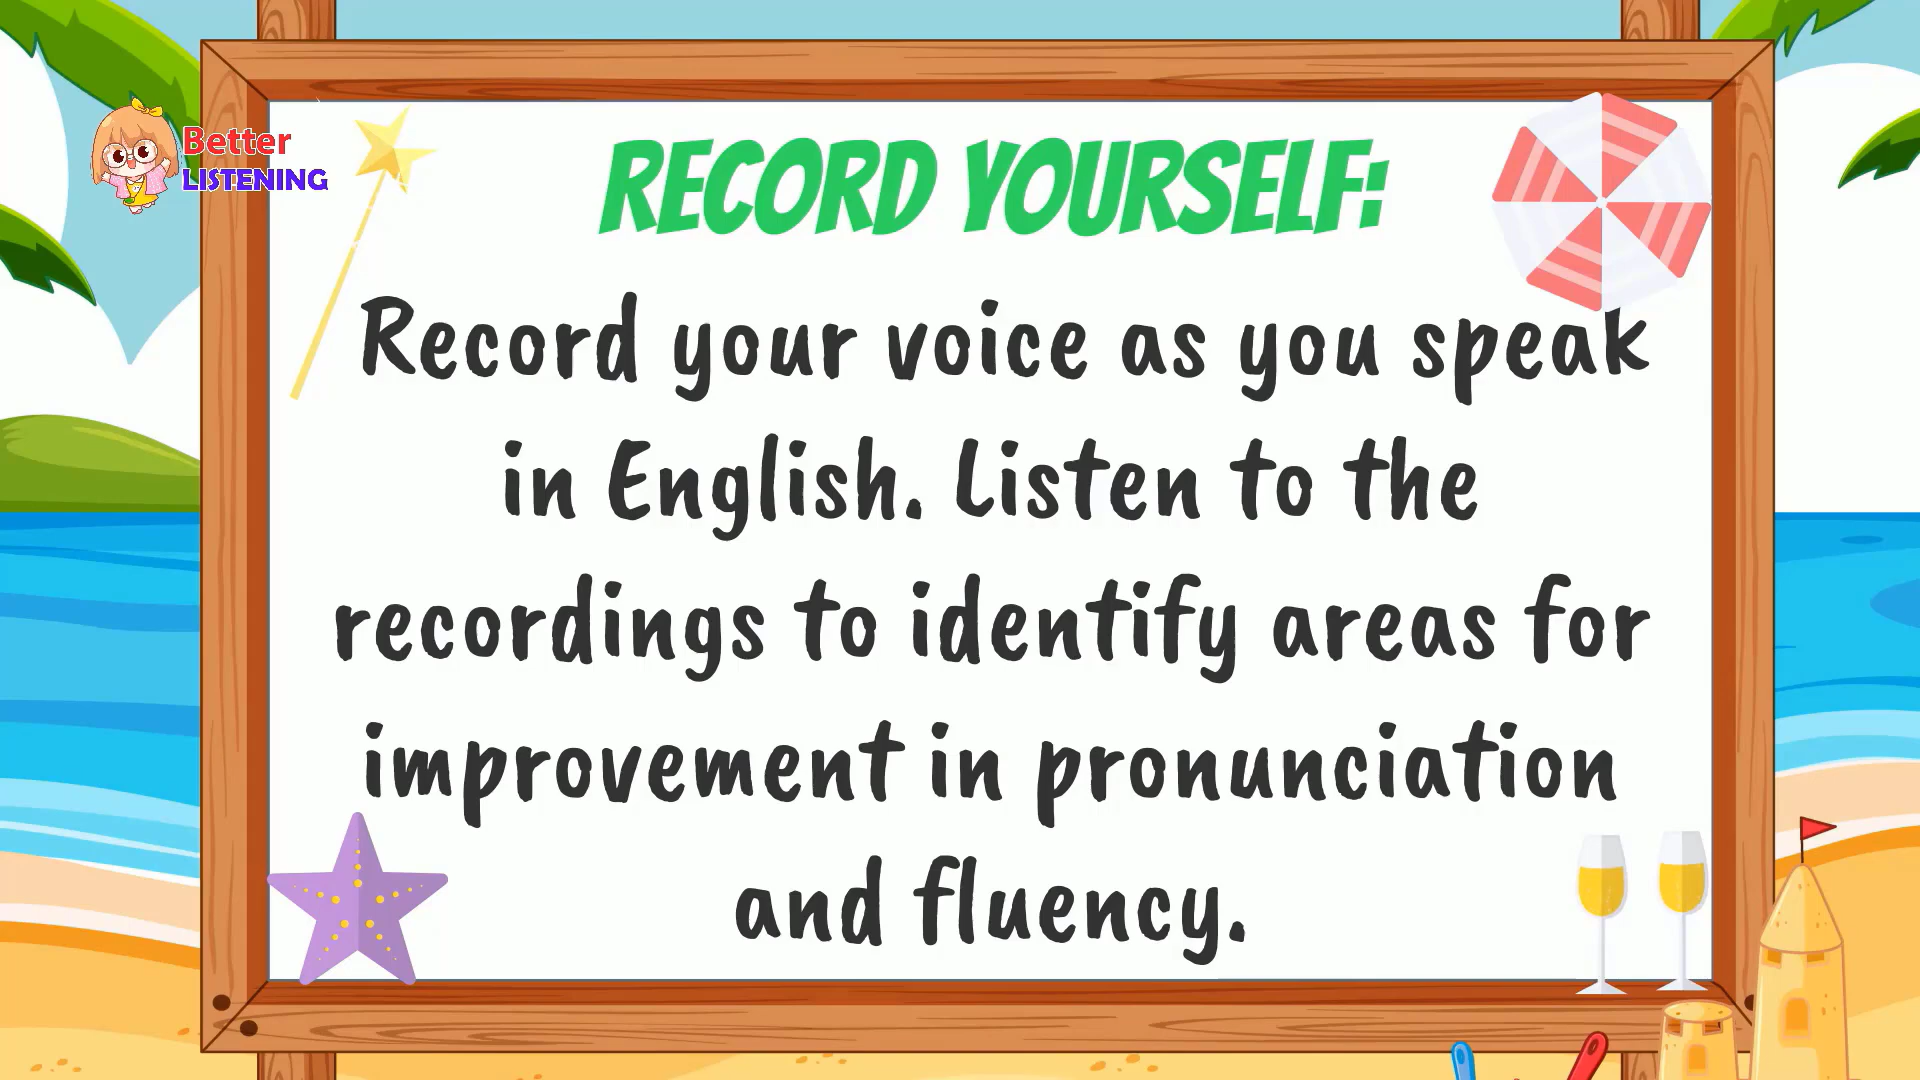 Better
LISTENING
RECORD YOURSELF:
Record your voice as you speak
in English. Listen to the
recordings to identify areas for
improvement in pronunciation
and fluency.